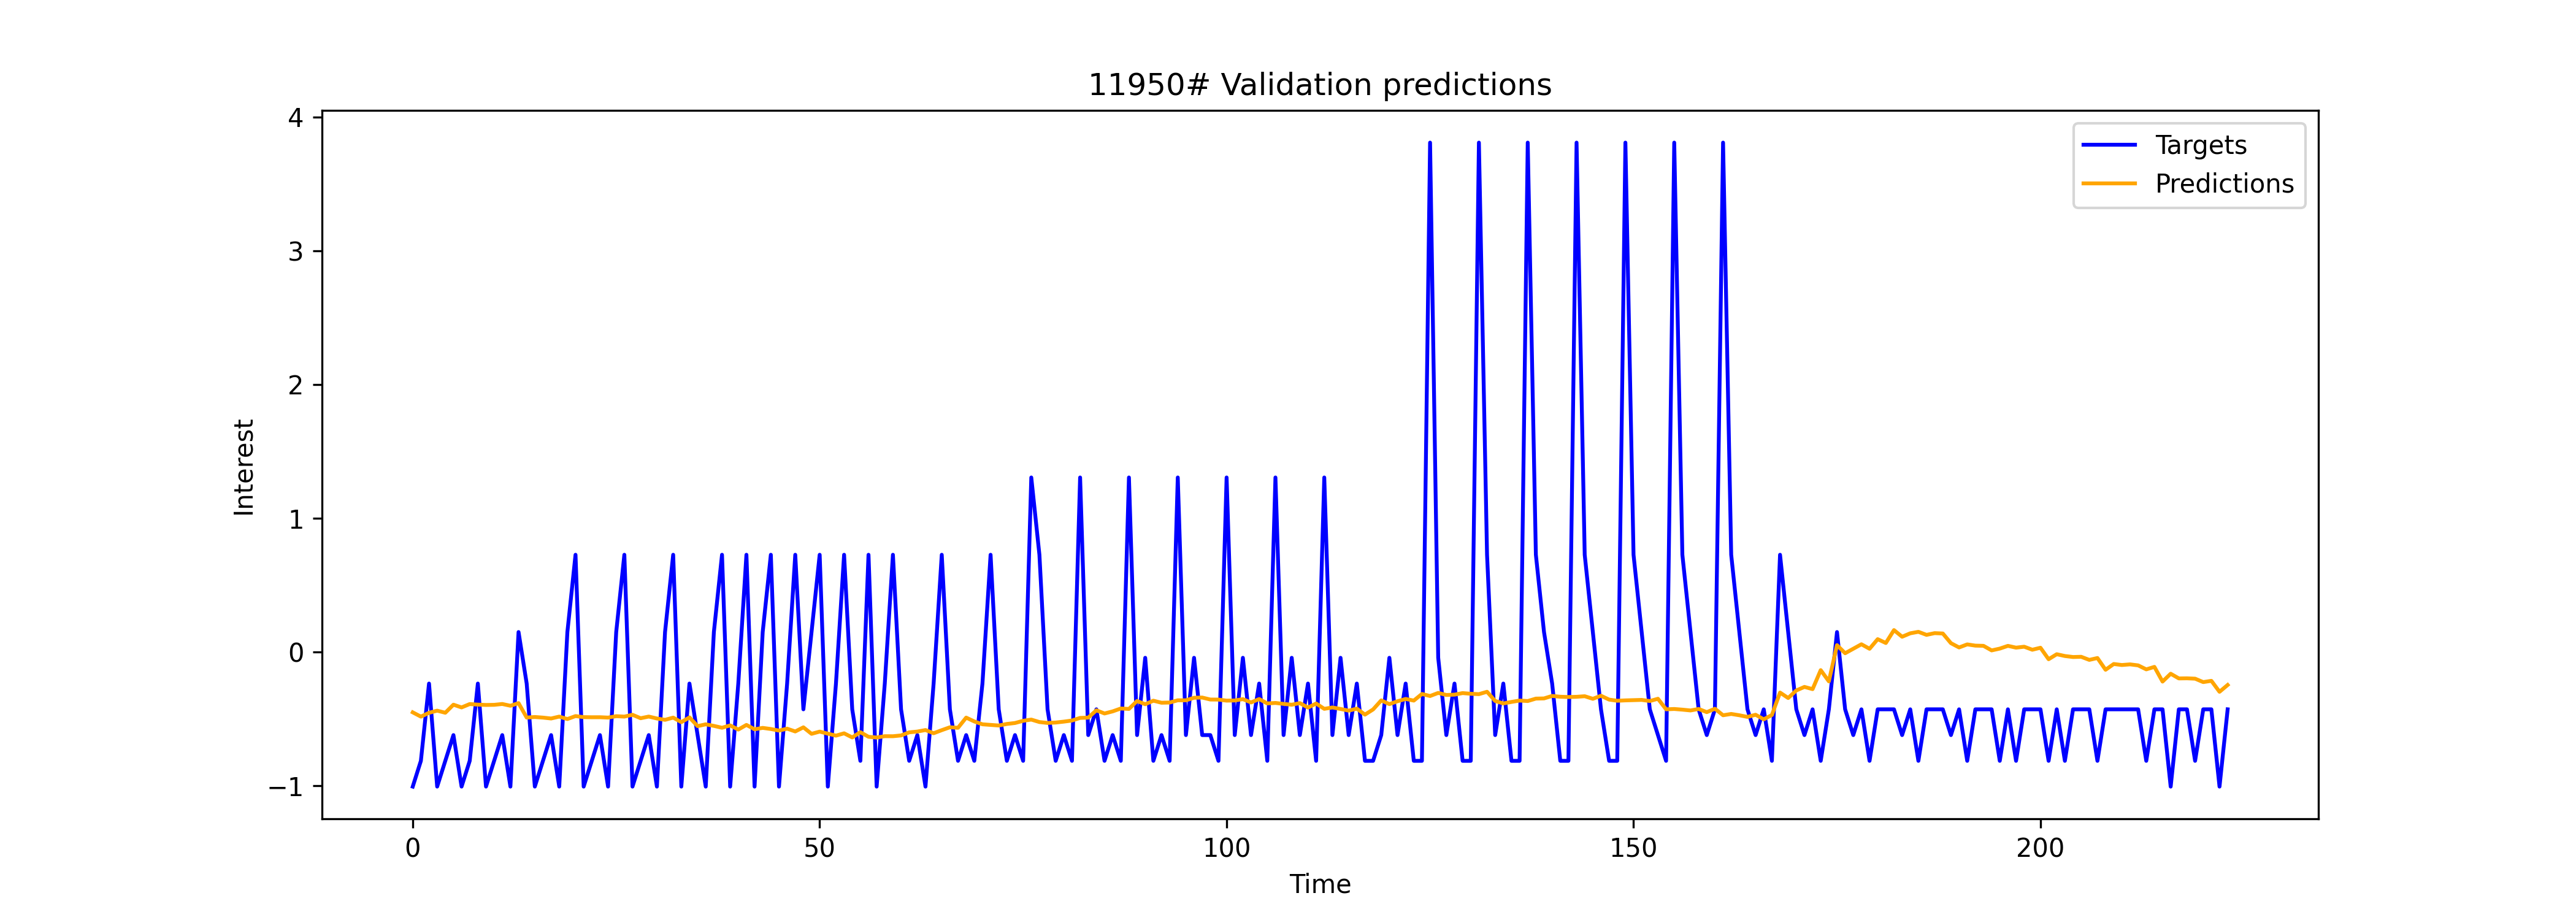 11950# Validation predictions
4
3
2
1
0
−1
Interest
Targets
Predictions
0
50
100
150
200
Time